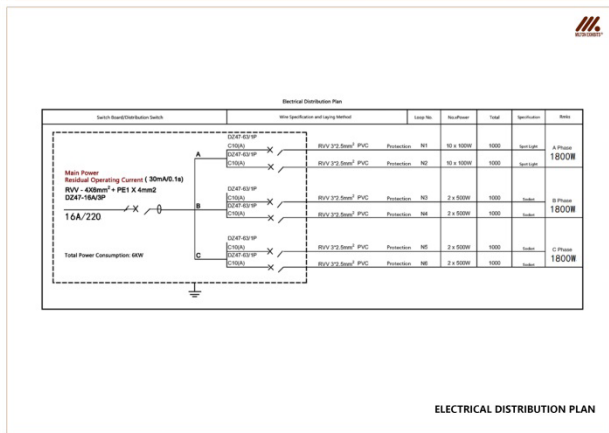 MILTON EXHIBITS
Electrical Distribution Plan
Switch Board/Distribution Switch Wire Specification and Laying Method Loop No No.xPower Total Specification
DZ47-63/1P
C10(A) RVV 3*2.5mm² PVC Protection N1 10 x 100W 1000 Spot Light
A DZ47-63/1P A Phase
C10(A) RVV 3*2.5mm² PVC Protection N2 10 x 100W 1000 Spot Light 1800W
Main Power
Residual Operating Current ( 30mA/0.1s)
RVV - 4X6mm² + PE1 X 4mm2
DZ47-16A/3P
16A/220
DZ47-63/1P
C10(A) RVV 3*2.5mm² PVC Protection N3 2 x 500W 1000 Socket
B DZ47-63/1P B Phase
C10(A) RVV 3*2.5mm² PVC Protection N4 2 x 500W 1000 Socket 1800W
Total Power Consumption: 6KW
DZ47-63/1P
C10(A) RVV 3*2.5mm² PVC Protection N5 2 x 500W 1000 Socket
C DZ47-63/1P C Phase
C10(A) RVV 3*2.5mm² PVC Protection N6 2 x 500W 1000 Socket 1800W
ELECTRICAL DISTRIBUTION PLAN